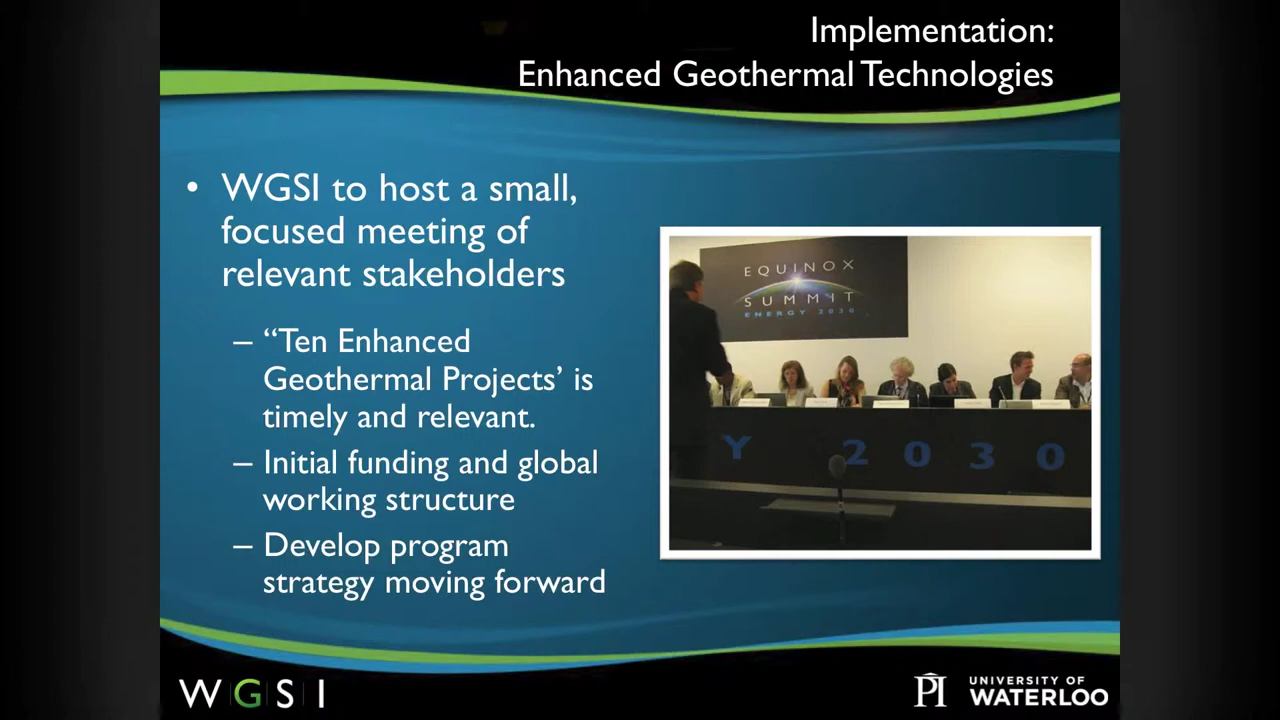 Implementation:
Enhanced Geothermal Technologies
• WGSI to host a small,
focused meeting of
relevant stakeholders
– “Ten Enhanced
Geothermal Projects’ is
timely and relevant.
– Initial funding and global
working structure
– Develop program
strategy moving forward
EQUINOX
SUMMIT
ENERGY 2030
Y 2030
WGSI
PI
UNIVERSITY OF
WATERLOO